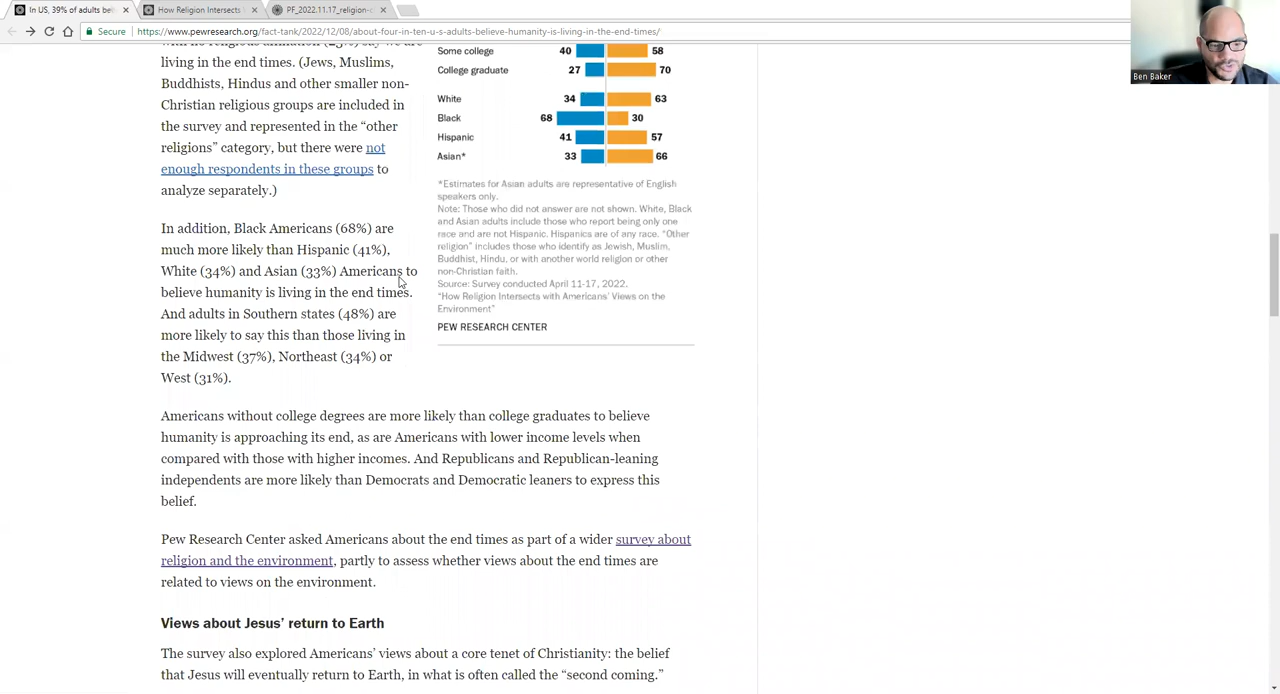 In US, 39% of adults beli
How Religion Intersects
PF_2022.11.17_religion-c
Secure
https://www.pewresearch.org/fact-tank/2022/12/08/about-four-in-ten-u-s-adults-believe-humanity-is-living-in-the-end-times/
Ben Baker
with no religious affiliation (23%) say we are
living in the end times. (Jews, Muslims,
Buddhists, Hindus and other smaller non-
Christian religious groups are included in
the survey and represented in the “other
religions” category, but there were not
enough respondents in these groups to
analyze separately.)
In addition, Black Americans (68%) are
much more likely than Hispanic (41%),
White (34%) and Asian (33%) Americans to
believe humanity is living in the end times.
And adults in Southern states (48%) are
more likely to say this than those living in
the Midwest (37%), Northeast (34%) or
West (31%).
Some college 40 58
College graduate 27 70
White 34 63
Black 68 30
Hispanic 41 57
Asian* 33 66
*Estimates for Asian adults are representative of English
speakers only.
Note: Those who did not answer are not shown. White, Black
and Asian adults include those who report being only one
race and are not Hispanic. Hispanics are of any race. “Other
religion” includes those who identify as Jewish, Muslim,
Buddhist, Hindu, or with another world religion or other
non-Christian faith.
Source: Survey conducted April 11-17, 2022.
“How Religion Intersects with Americans’ Views on the
Environment”
PEW RESEARCH CENTER
Americans without college degrees are more likely than college graduates to believe
humanity is approaching its end, as are Americans with lower income levels when
compared with those with higher incomes. And Republicans and Republican-leaning
independents are more likely than Democrats and Democratic leaners to express this
belief.
Pew Research Center asked Americans about the end times as part of a wider survey about
religion and the environment, partly to assess whether views about the end times are
related to views on the environment.
Views about Jesus’ return to Earth
The survey also explored Americans’ views about a core tenet of Christianity: the belief
that Jesus will eventually return to Earth, in what is often called the “second coming.”